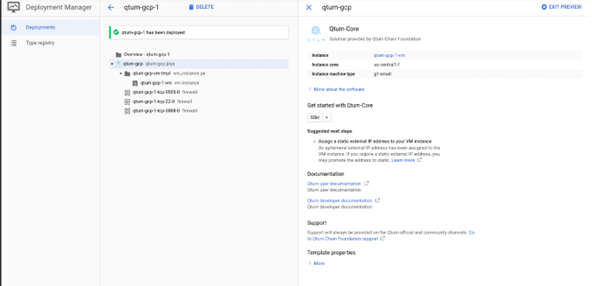 Deployment Manager
Deployments
Type registry
qtum-gcp-1
DELETE
qtum-gcp-1 has been deployed
Overview - qtum-gcp-1
qtum-gcp qtum-gcp.jinja
qtum-gcp-vm-tmpl vm_instance.py
qtum-gcp-1-vm vm instance
qtum-gcp-1-tcp-5555-0 firewall
qtum-gcp-1-tcp-22-0 firewall
qtum-gcp-1-tcp-3888-0 firewall
qtum-gcp
EXIT PREVIEW
Qtum-Core
Solution provided by Qtum Chain Foundation
Instance qtum-gcp-1-vm
Instance zone us-central1-f
Instance machine type g1-small
More about the software
Get started with Qtum-Core
SSH
Suggested next steps
Assign a static external IP address to your VM instance
An ephemeral external IP address has been assigned to the
VM instance. If you require a static external IP address, you
may promote the address to static. Learn more
Documentation
Qtum user documentation
Qtum user documentation
Qtum developer documentation
Qtum developer documentation
Support
Support will always be provided on the Qtum official and community channels. Go
to Qtum Chain Foundation support
Template properties
More